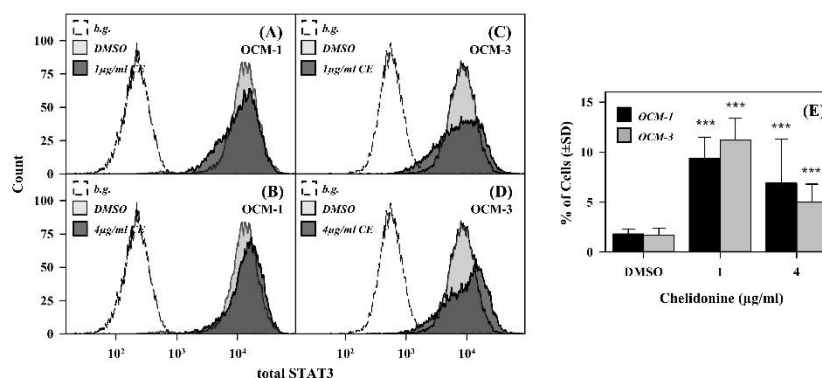 100
75
50
25
0
Count
b.g.
DMSO
1µg/ml CE
(A)
OCM-1
b.g.
DMSO
1µg/ml CE
(C)
OCM-3
100
75
50
25
0
b.g.
DMSO
4µg/ml CE
(B)
OCM-1
b.g.
DMSO
4µg/ml CE
(D)
OCM-3
10² 10³ 10⁴ 10² 10³ 10⁴
total STAT3
(E)
OCM-1
OCM-3
*** *** *** ***
15
10
5
0
% of Cells (±SD)
DMSO 1 4
Chelidonine (µg/ml)